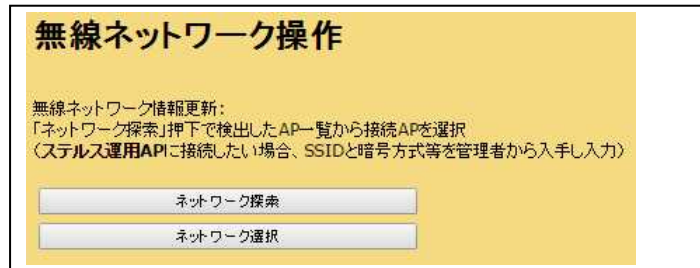 無線ネットワーク操作
無線ネットワーク情報更新:
「ネットワーク探索」押下で検出したAP一覧から接続APを選択
（ステルス運用APに接続したい場合、SSIDと暗号方式等を管理者から入手し入力）
ネットワーク探索
ネットワーク選択